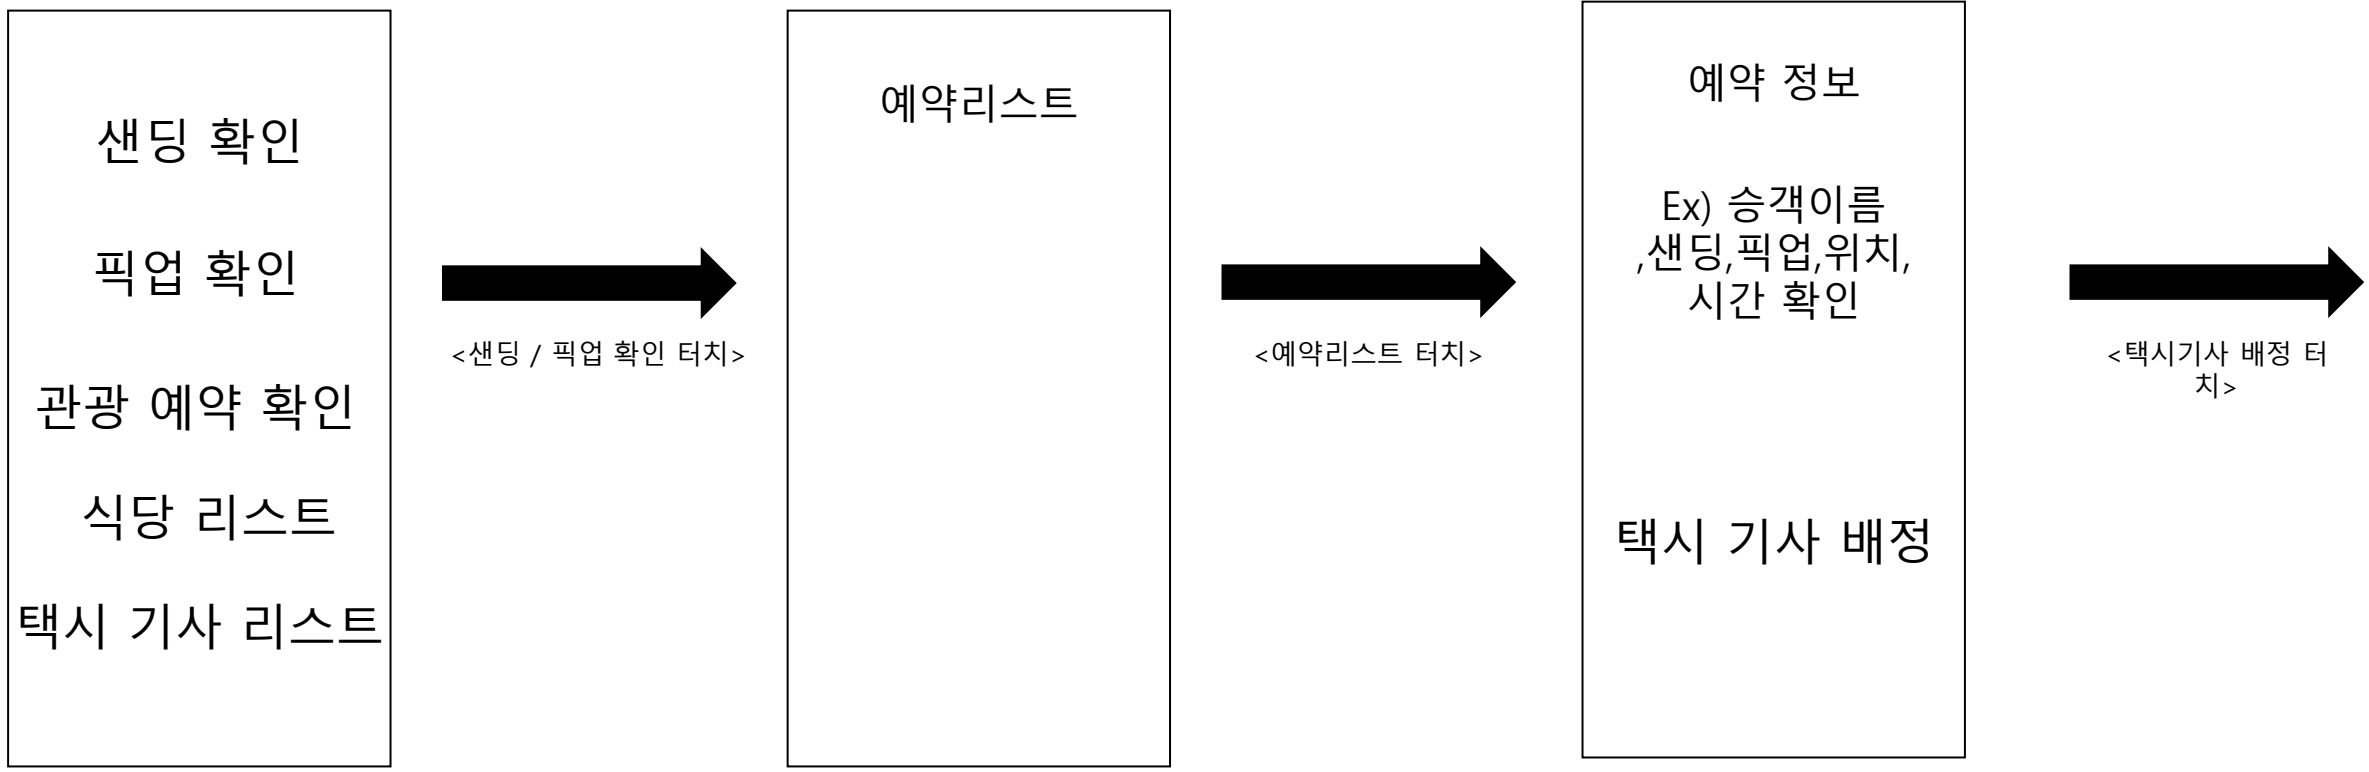 샌딩 확인
픽업 확인
관광 예약 확인
식당 리스트
택시 기사 리스트
<샌딩 / 픽업 확인 터치>
예약리스트
<예약리스트 터치>
예약 정보
Ex) 승객이름
,샌딩,픽업,위치,
시간 확인
택시 기사 배정
<택시기사 배정 터
치>